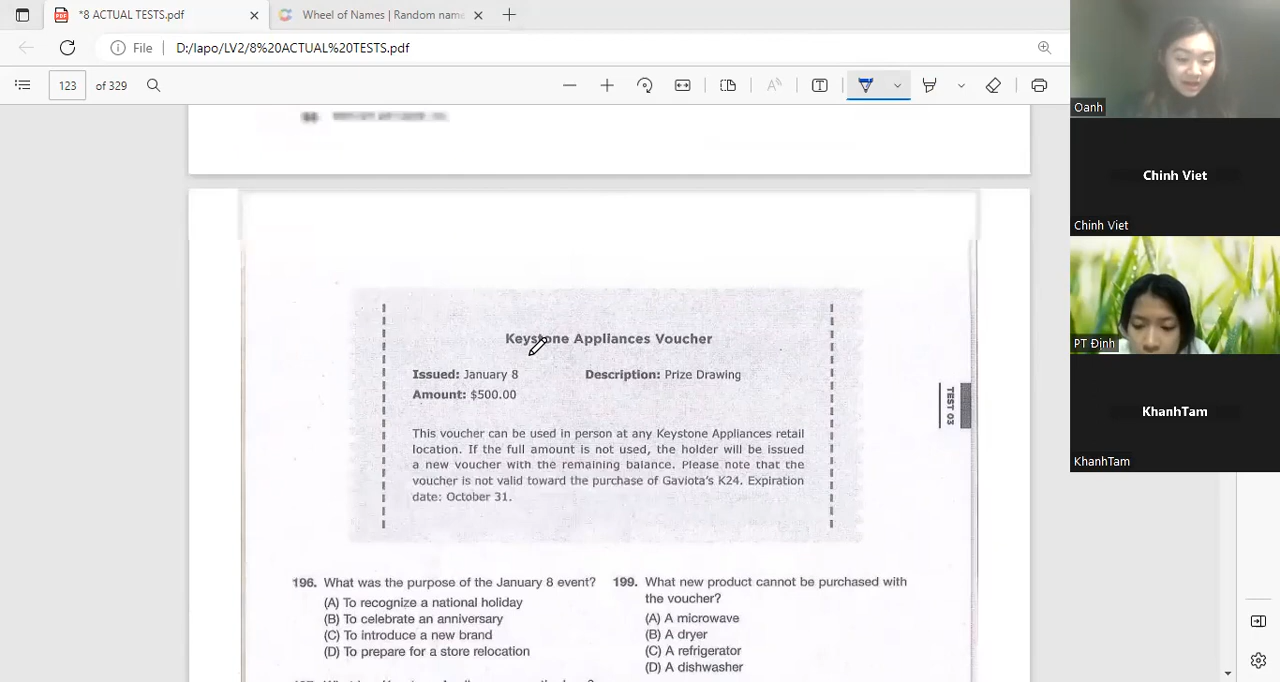 *8 ACTUAL TESTS.pdf
Wheel of Names | Random name
File
D:/lapo/LV2/8%20ACTUAL%20TESTS.pdf
123 of 329
Keystone Appliances Voucher
Issued: January 8 Description: Prize Drawing
Amount: $500.00
This voucher can be used in person at any Keystone Appliances retail
location. If the full amount is not used, the holder will be issued
a new voucher with the remaining balance. Please note that the
voucher is not valid toward the purchase of Gaviota's K24. Expiration
date: October 31.
TEST 03
196. What was the purpose of the January 8 event?
(A) To recognize a national holiday
(B) To celebrate an anniversary
(C) To introduce a new brand
(D) To prepare for a store relocation
199. What new product cannot be purchased with
the voucher?
(A) A microwave
(B) A dryer
(C) A refrigerator
(D) A dishwasher
Oanh
Chinh Viet
Chinh Viet
PT Định
KhanhTam
KhanhTam